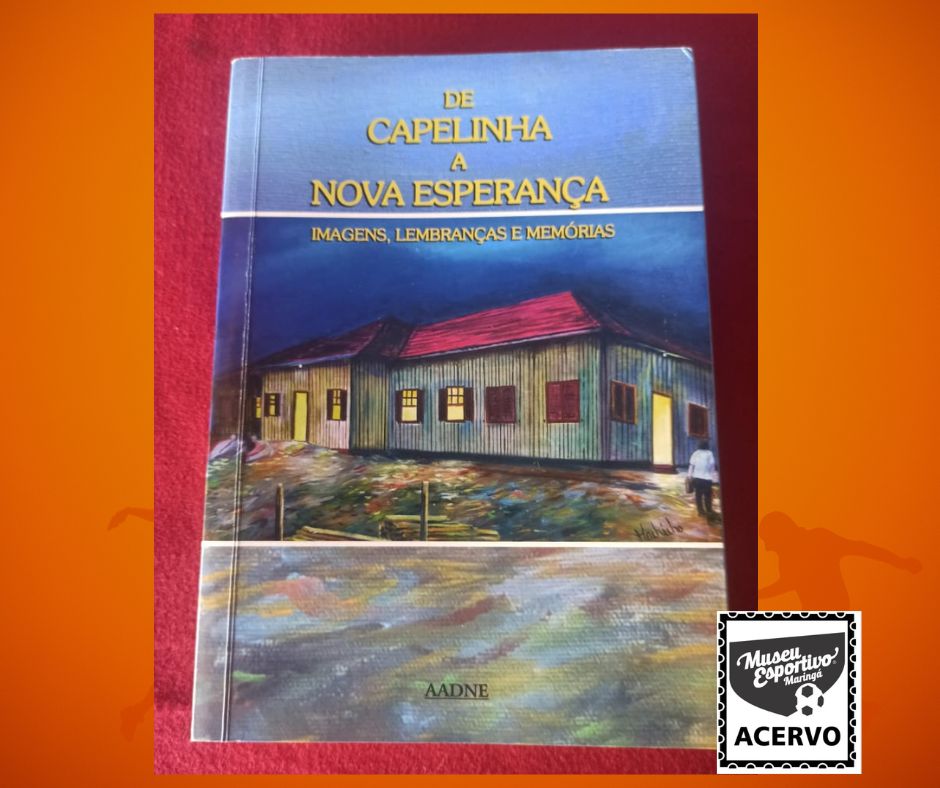 DE
CAPELINHA
A
NOVA ESPERANÇA
IMAGENS, LEMBRANÇAS E MEMÓRIAS
AADNE
Museu
Esportivo
Maringá
ACERVO